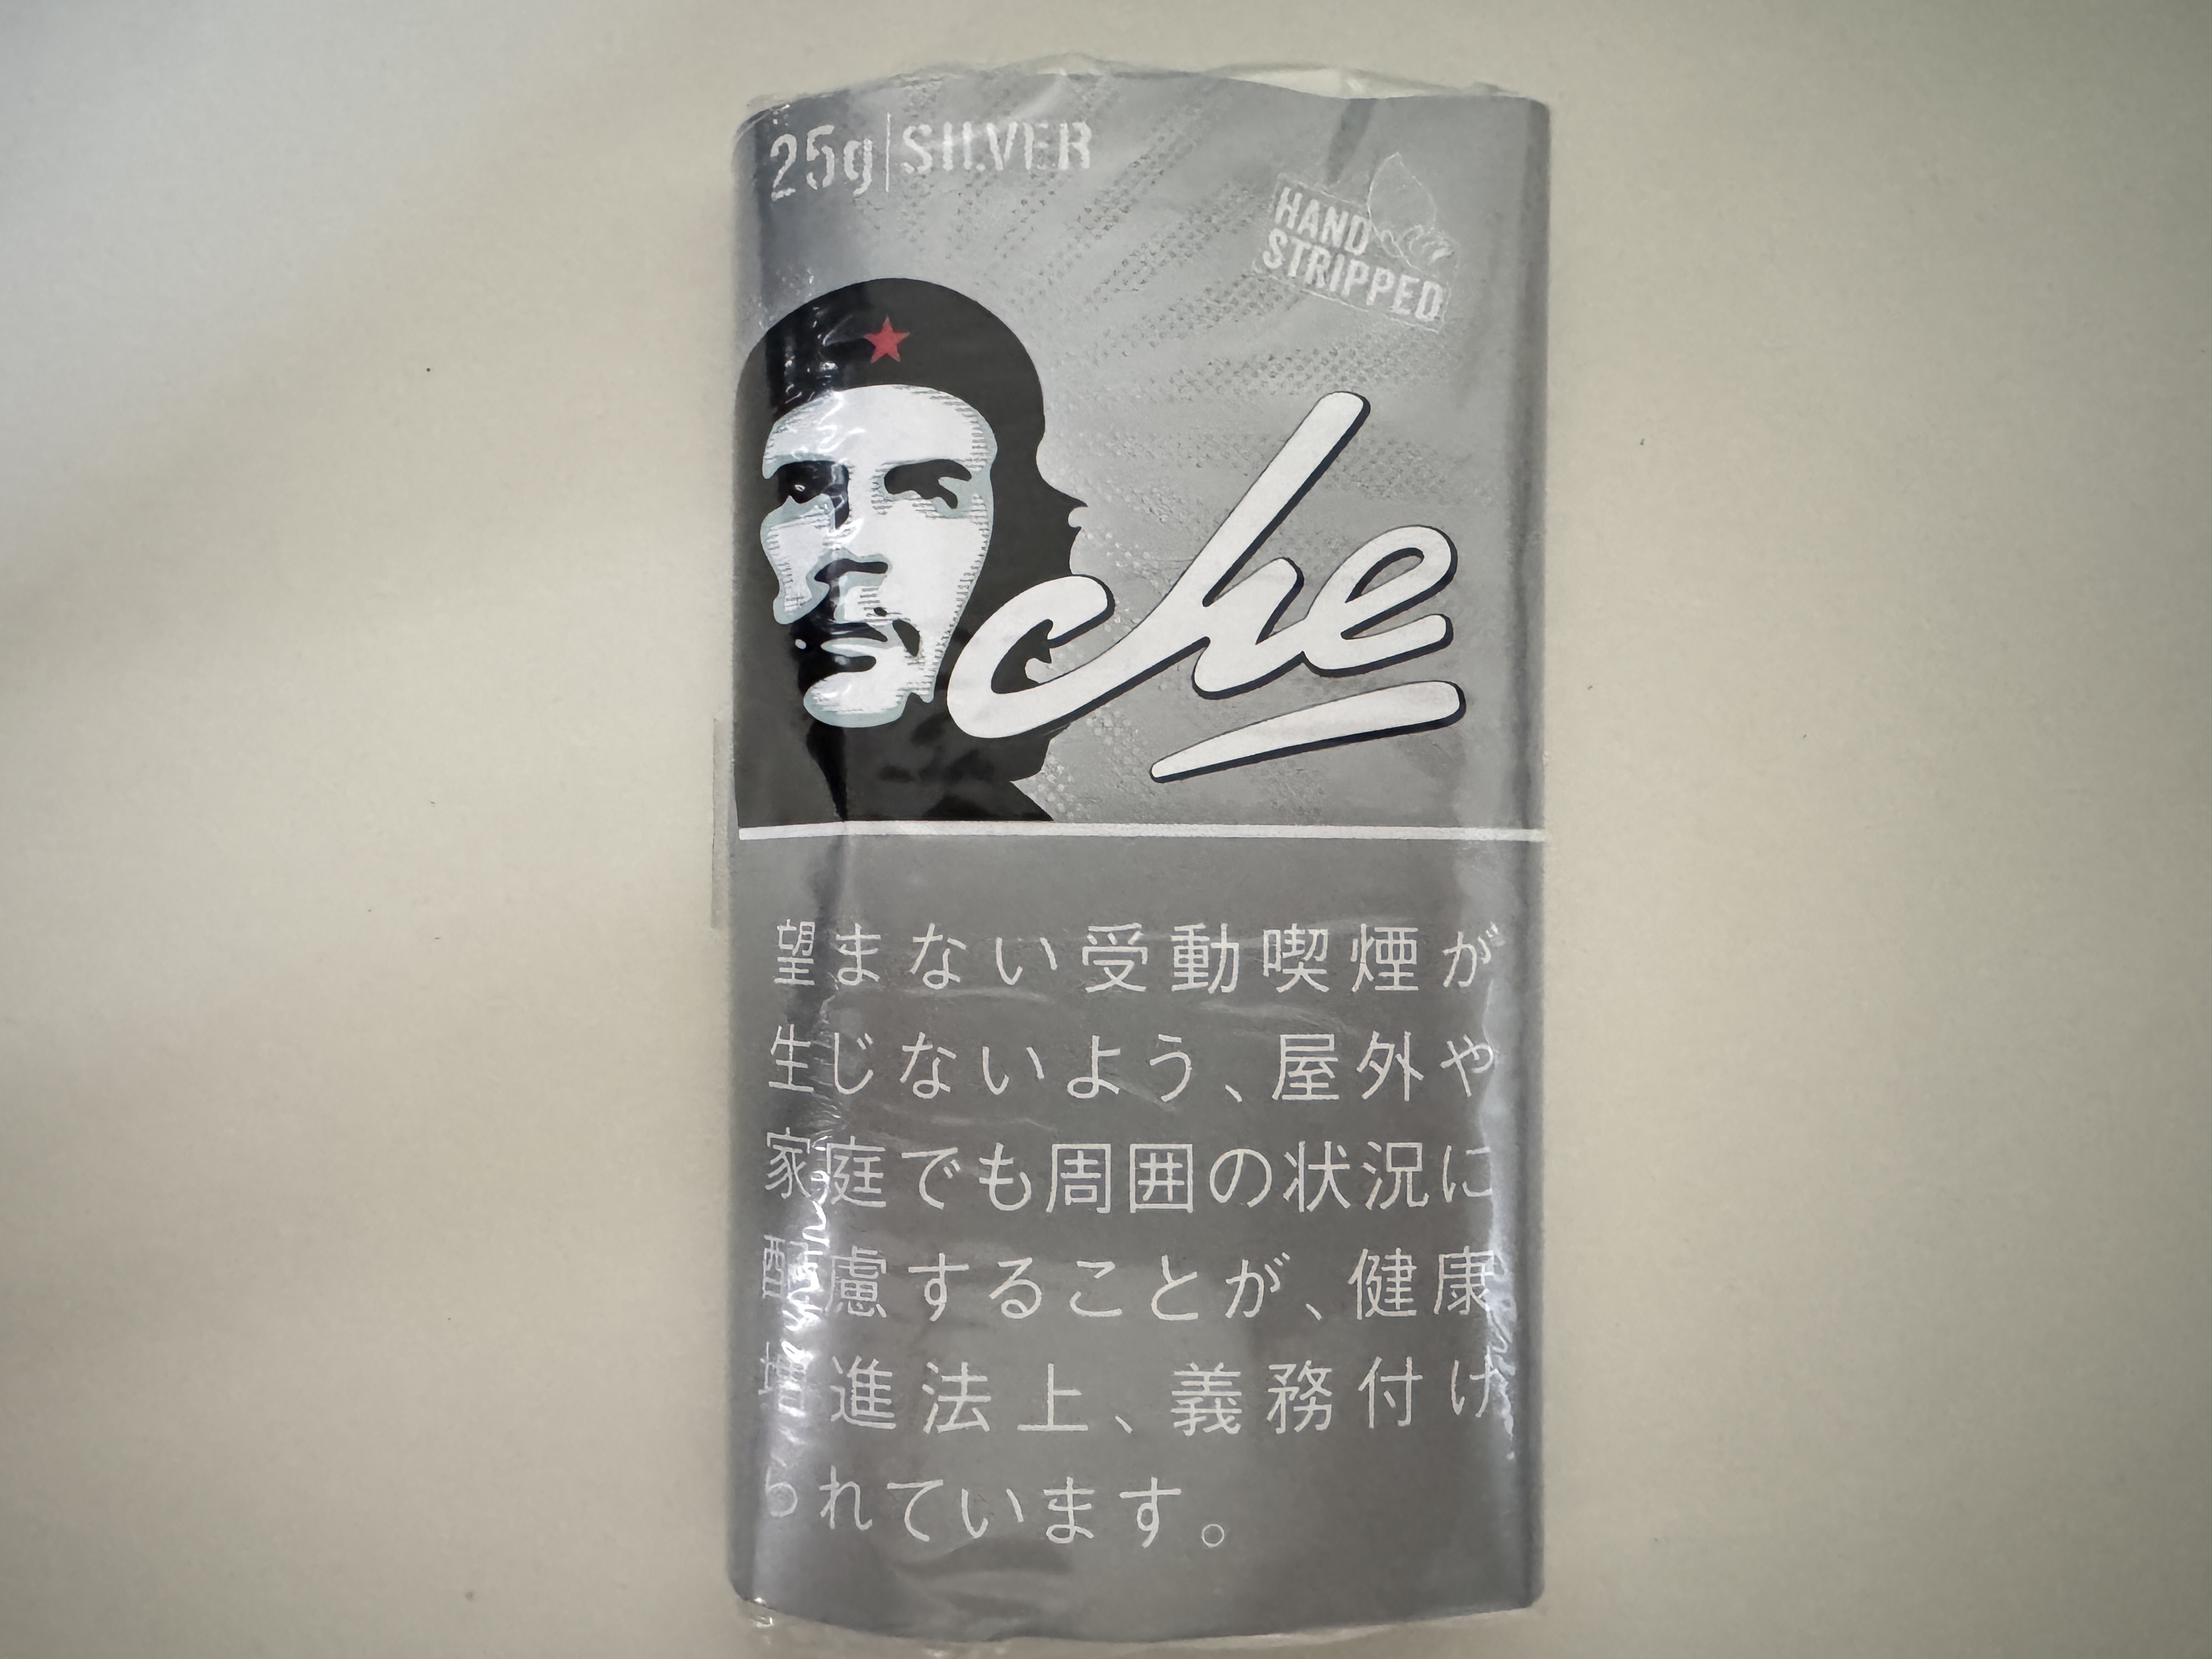 25g|SILVER
HAND
STRIPPED
che
望まない受動喫煙が
生じないよう、屋外や
家庭でも周囲の状況に
配慮することが、健康
増進法上、義務付け
られています。